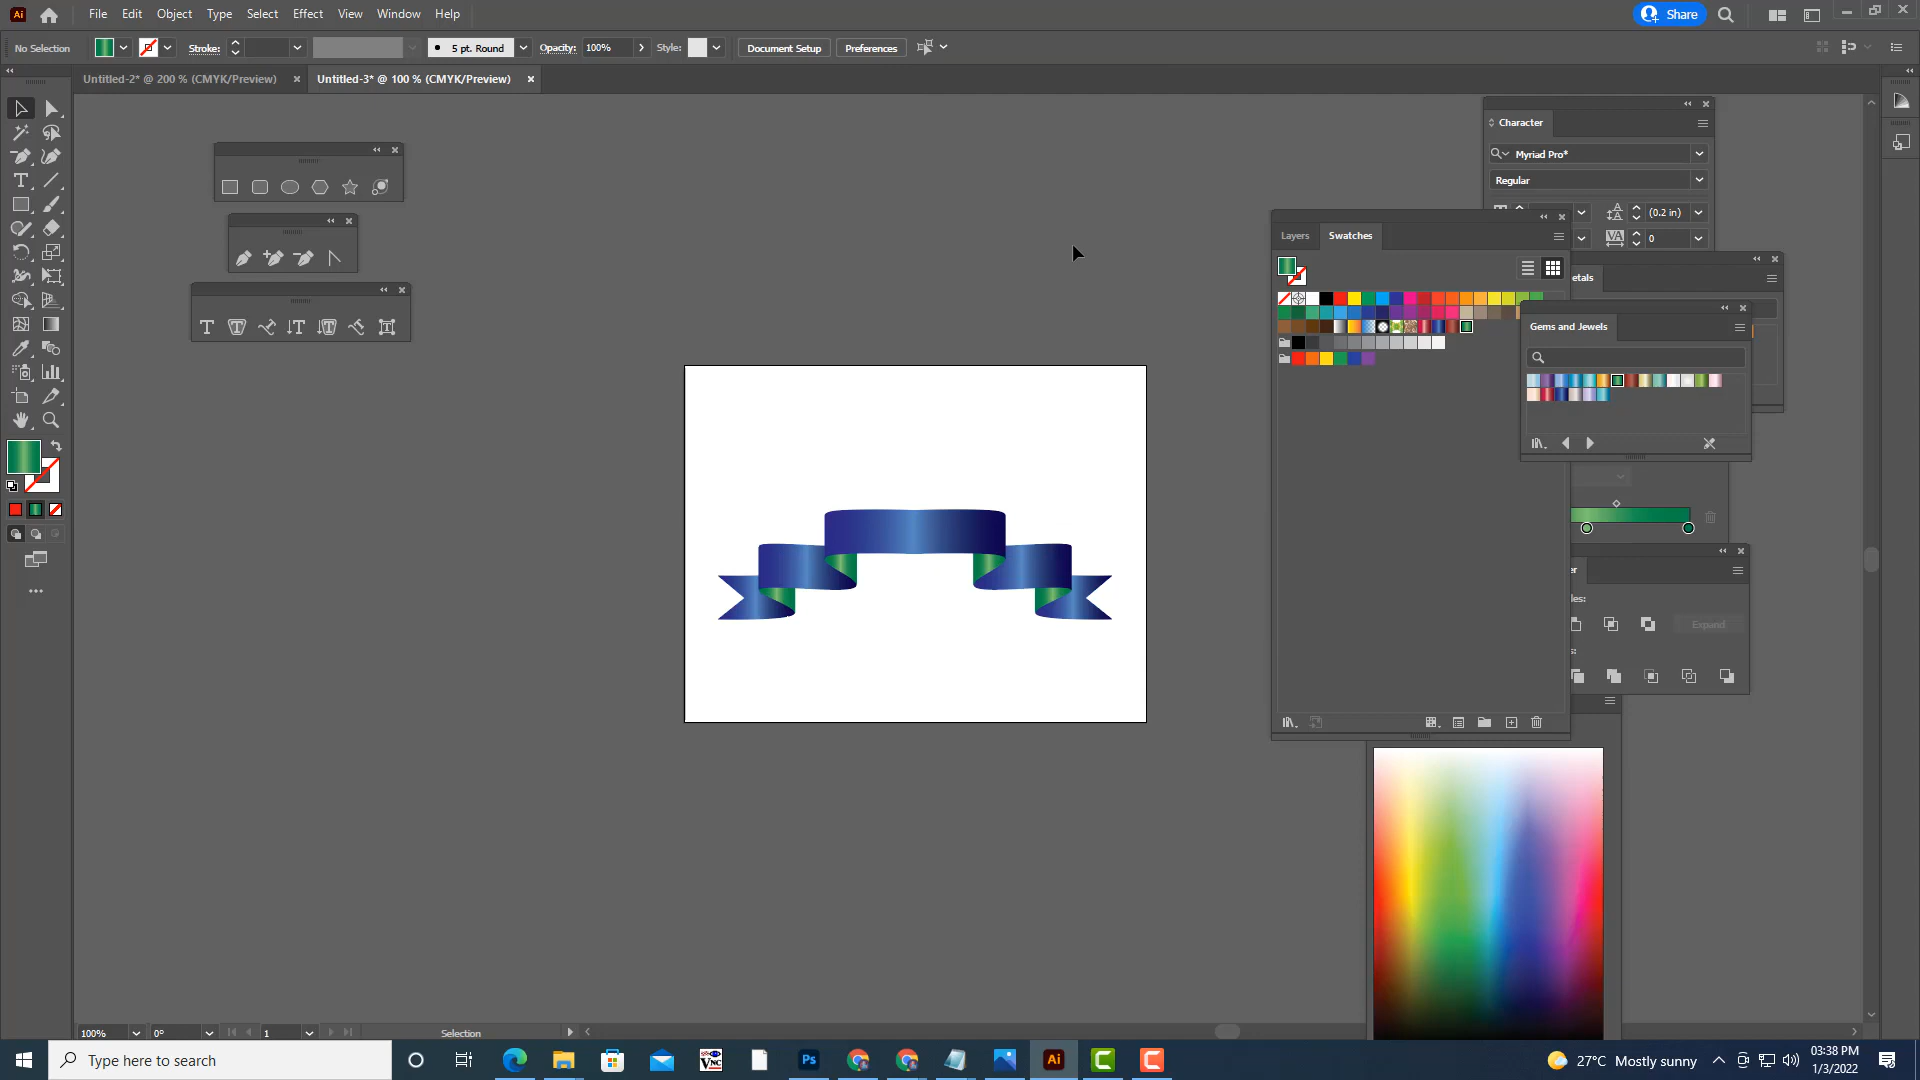 Ai File Edit Object Type Select Effect View Window Help Share
No Selection Stroke: 5 pt. Round Opacity: 100% Style: Document Setup Preferences
Untitled-2* @ 200 % (CMYK/Preview) × Untitled-3* @ 100 % (CMYK/Preview) ×
Character
Myriad Pro*
Regular
(0.2 in)
0
Layers Swatches
etals
Gems and Jewels
Expand
100% 0° 1 Selection
Type here to search
VNC Ps Ai
27°C Mostly sunny
03:38 PM
1/3/2022